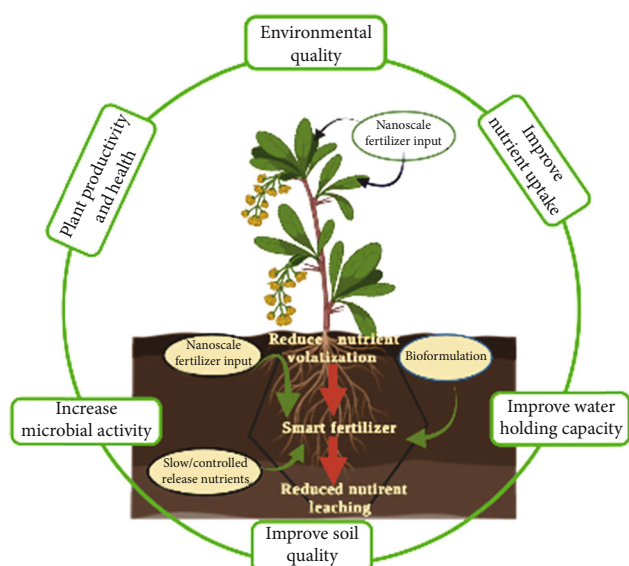 Environmental
quality
Nanoscale
fertilizer input
Improve
nutrient uptake
Plant productivity
and health
Reduce nutrient
volatization
Nanoscale
fertilizer input
Bioformulation
Increase
microbial activity
Smart fertilizer
Improve water
holding capacity
Slow/controlled
release nutrients
Reduced nutirent
leaching
Improve soil
quality